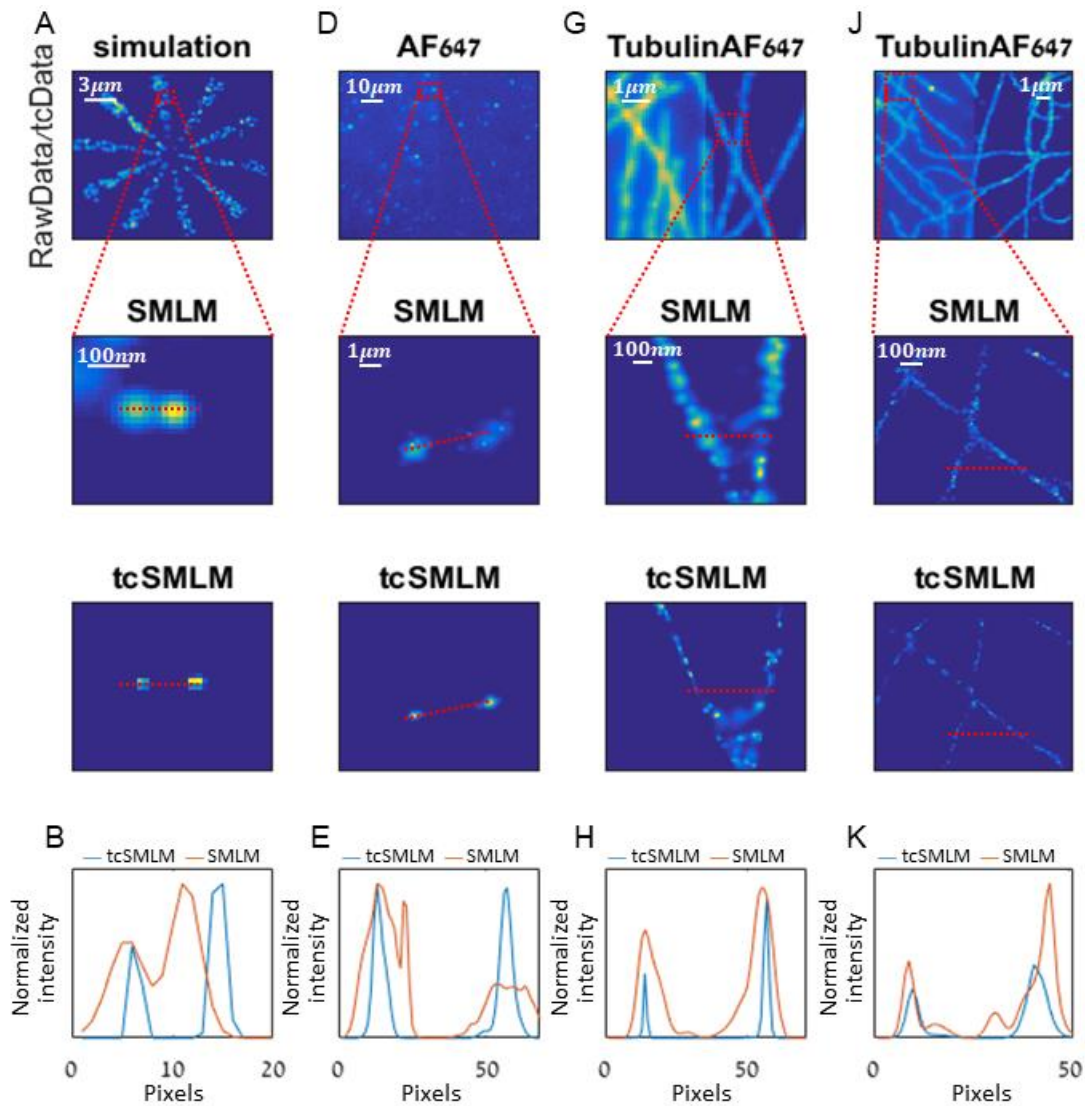 A D G J
simulation AF647 TubulinAF647 TubulinAF647
RawData/tcData
3μm 10μm 1μm 1μm
SMLM SMLM SMLM SMLM
100nm 1μm 100nm 100nm
tcSMLM tcSMLM tcSMLM tcSMLM
B E H K
tcSMLM SMLM tcSMLM SMLM tcSMLM SMLM tcSMLM SMLM
Normalized intensity Normalized intensity Normalized intensity Normalized intensity
0 10 20 0 50 0 50 0 50
Pixels Pixels Pixels Pixels